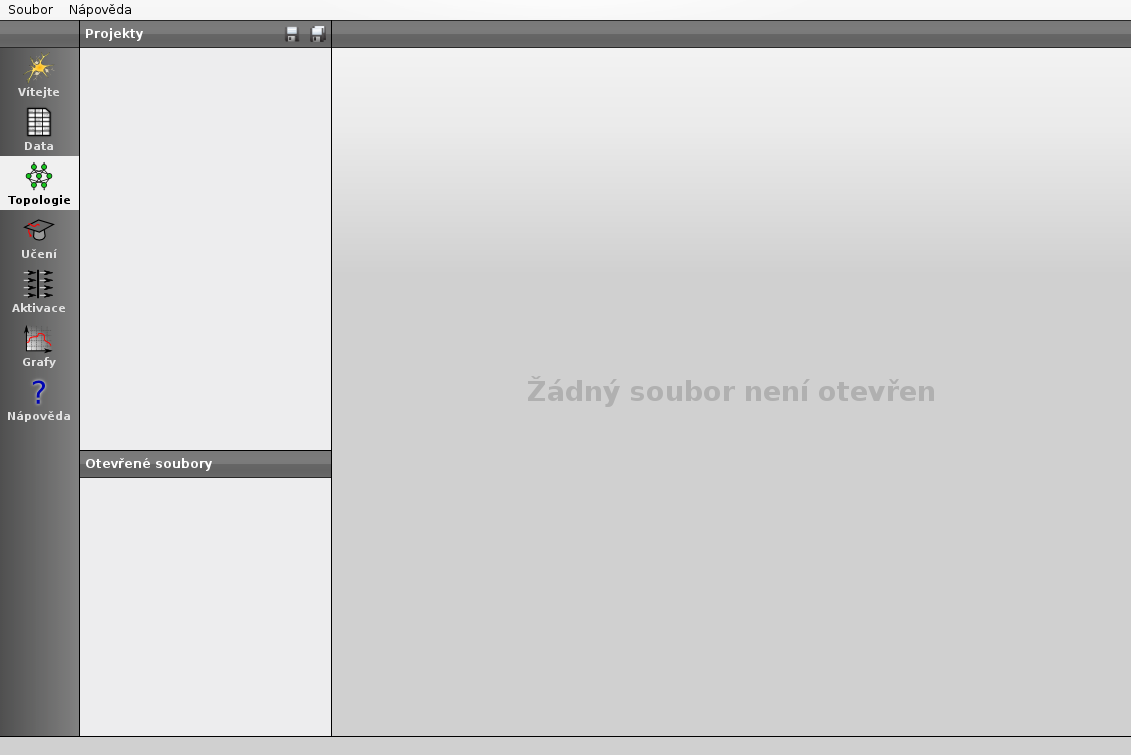 Soubor Nápověda
Projekty
Vítejte
Data
Topologie
Učení
Aktivace
Grafy
Nápověda
Žádný soubor není otevřen
Otevřené soubory